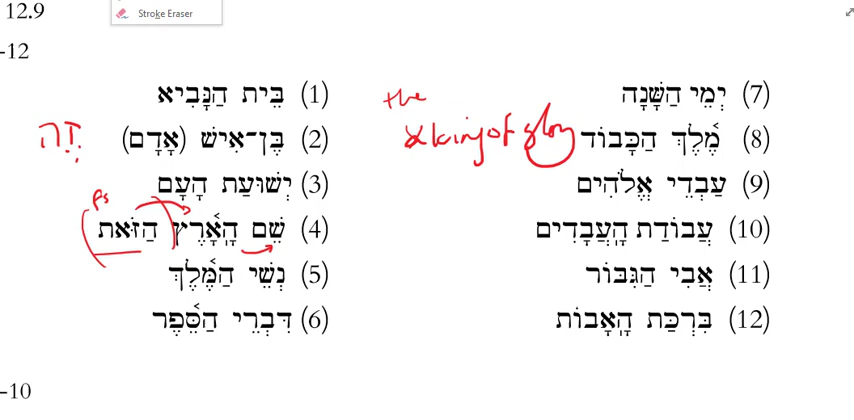 12.9
Stroke Eraser
-12
(1) בֵּית הַנָּבִיא
(2) בֶּן־אִישׁ (אָדָם)
זֶה
(3) יְשׁוּעַת הָעָם
fs
(4) שֵׁם הָאָ֫רֶץ הַזֹּאת
(5) נְשֵׁי הַמֶּ֫לֶךְ
(6) דִּבְרֵי הַסֵּ֫פֶר
(7) יְמֵי הַשָּׁנָה
the
(8) מֶ֫לֶךְ הַכָּבוֹד
king of glory
(9) עַבְדֵי אֱלֹהִים
(10) עֲבוֹדַת הָעֲבָדִים
(11) אֲבִי הַגִּבּוֹר
(12) בִּרְכַּת הָאָבוֹת
-10